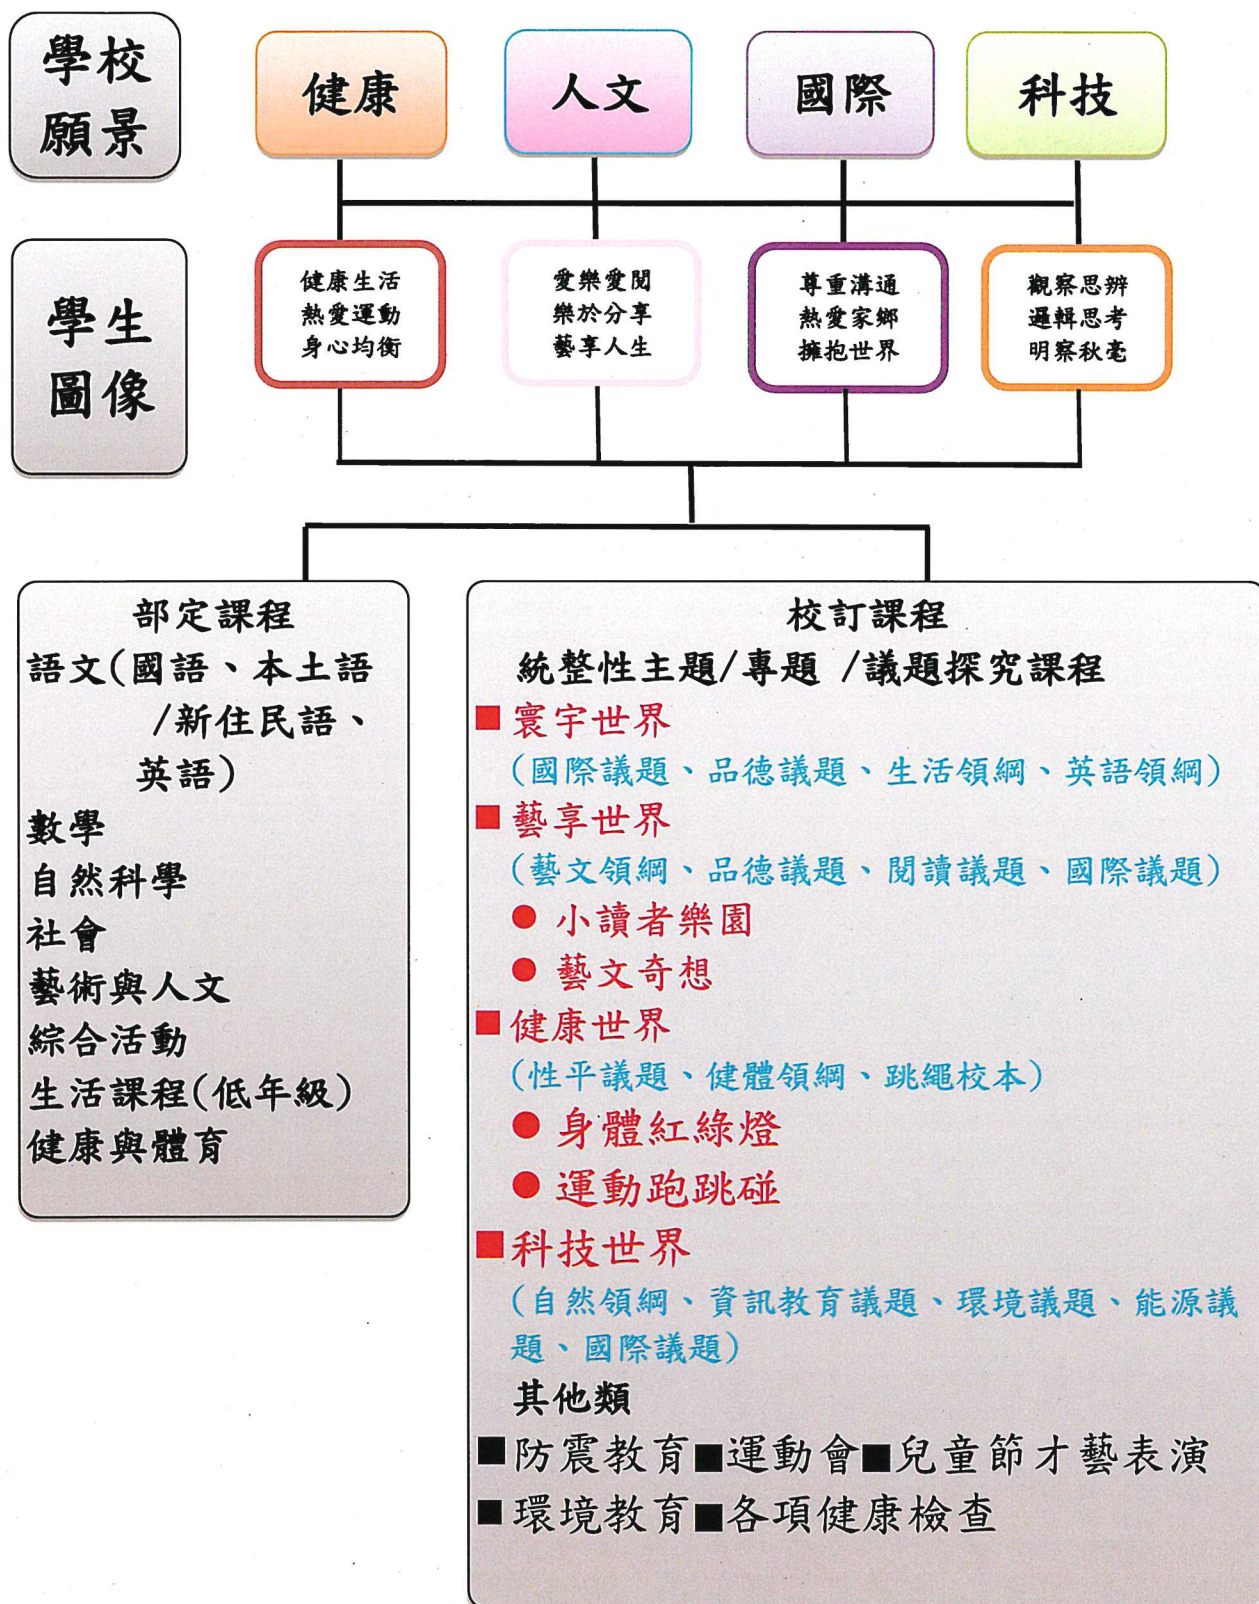 學校
願景
健康
人文
國際
科技
學生
圖像
健康生活
熱愛運動
身心均衡
愛樂愛閱
樂於分享
藝享人生
尊重溝通
熱愛家鄉
擁抱世界
觀察思辨
邏輯思考
明察秋毫
部定課程
語文(國語、本土語
/新住民語、
英語)
數學
自然科學
社會
藝術與人文
綜合活動
生活課程(低年級)
健康與體育
校訂課程
統整性主題/專題 /議題探究課程
■寰宇世界
(國際議題、品德議題、生活領綱、英語領綱)
■藝享世界
(藝文領綱、品德議題、閱讀議題、國際議題)
● 小讀者樂園
● 藝文奇想
■健康世界
(性平議題、健體領綱、跳繩校本)
● 身體紅綠燈
● 運動跑跳碰
■科技世界
(自然領綱、資訊教育議題、環境議題、能源議
題、國際議題)
其他類
■防震教育■運動會■兒童節才藝表演
■環境教育■各項健康檢查